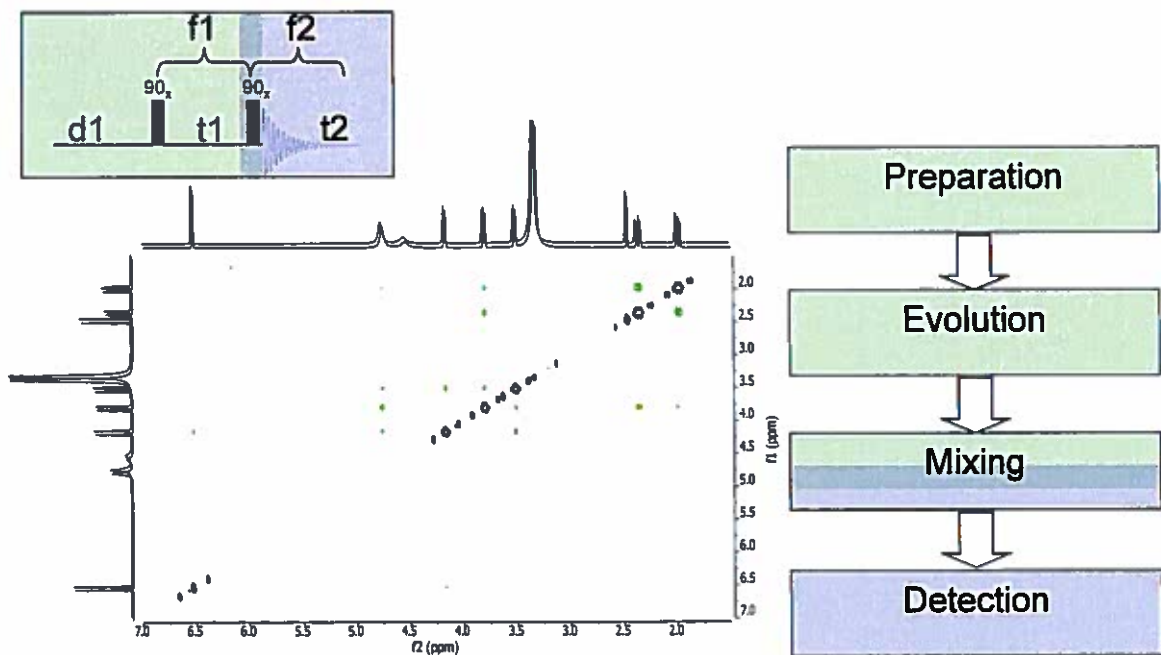 f1 f2
90x 90x
d1 t1 t2
Preparation
Evolution
Mixing
Detection
2.0
2.5
3.0
3.5
4.0
4.5
5.0
5.5
6.0
6.5
7.0
f1 (ppm)
7.0 6.5 6.0 5.5 5.0 4.5 4.0 3.5 3.0 2.5 2.0
f2 (ppm)